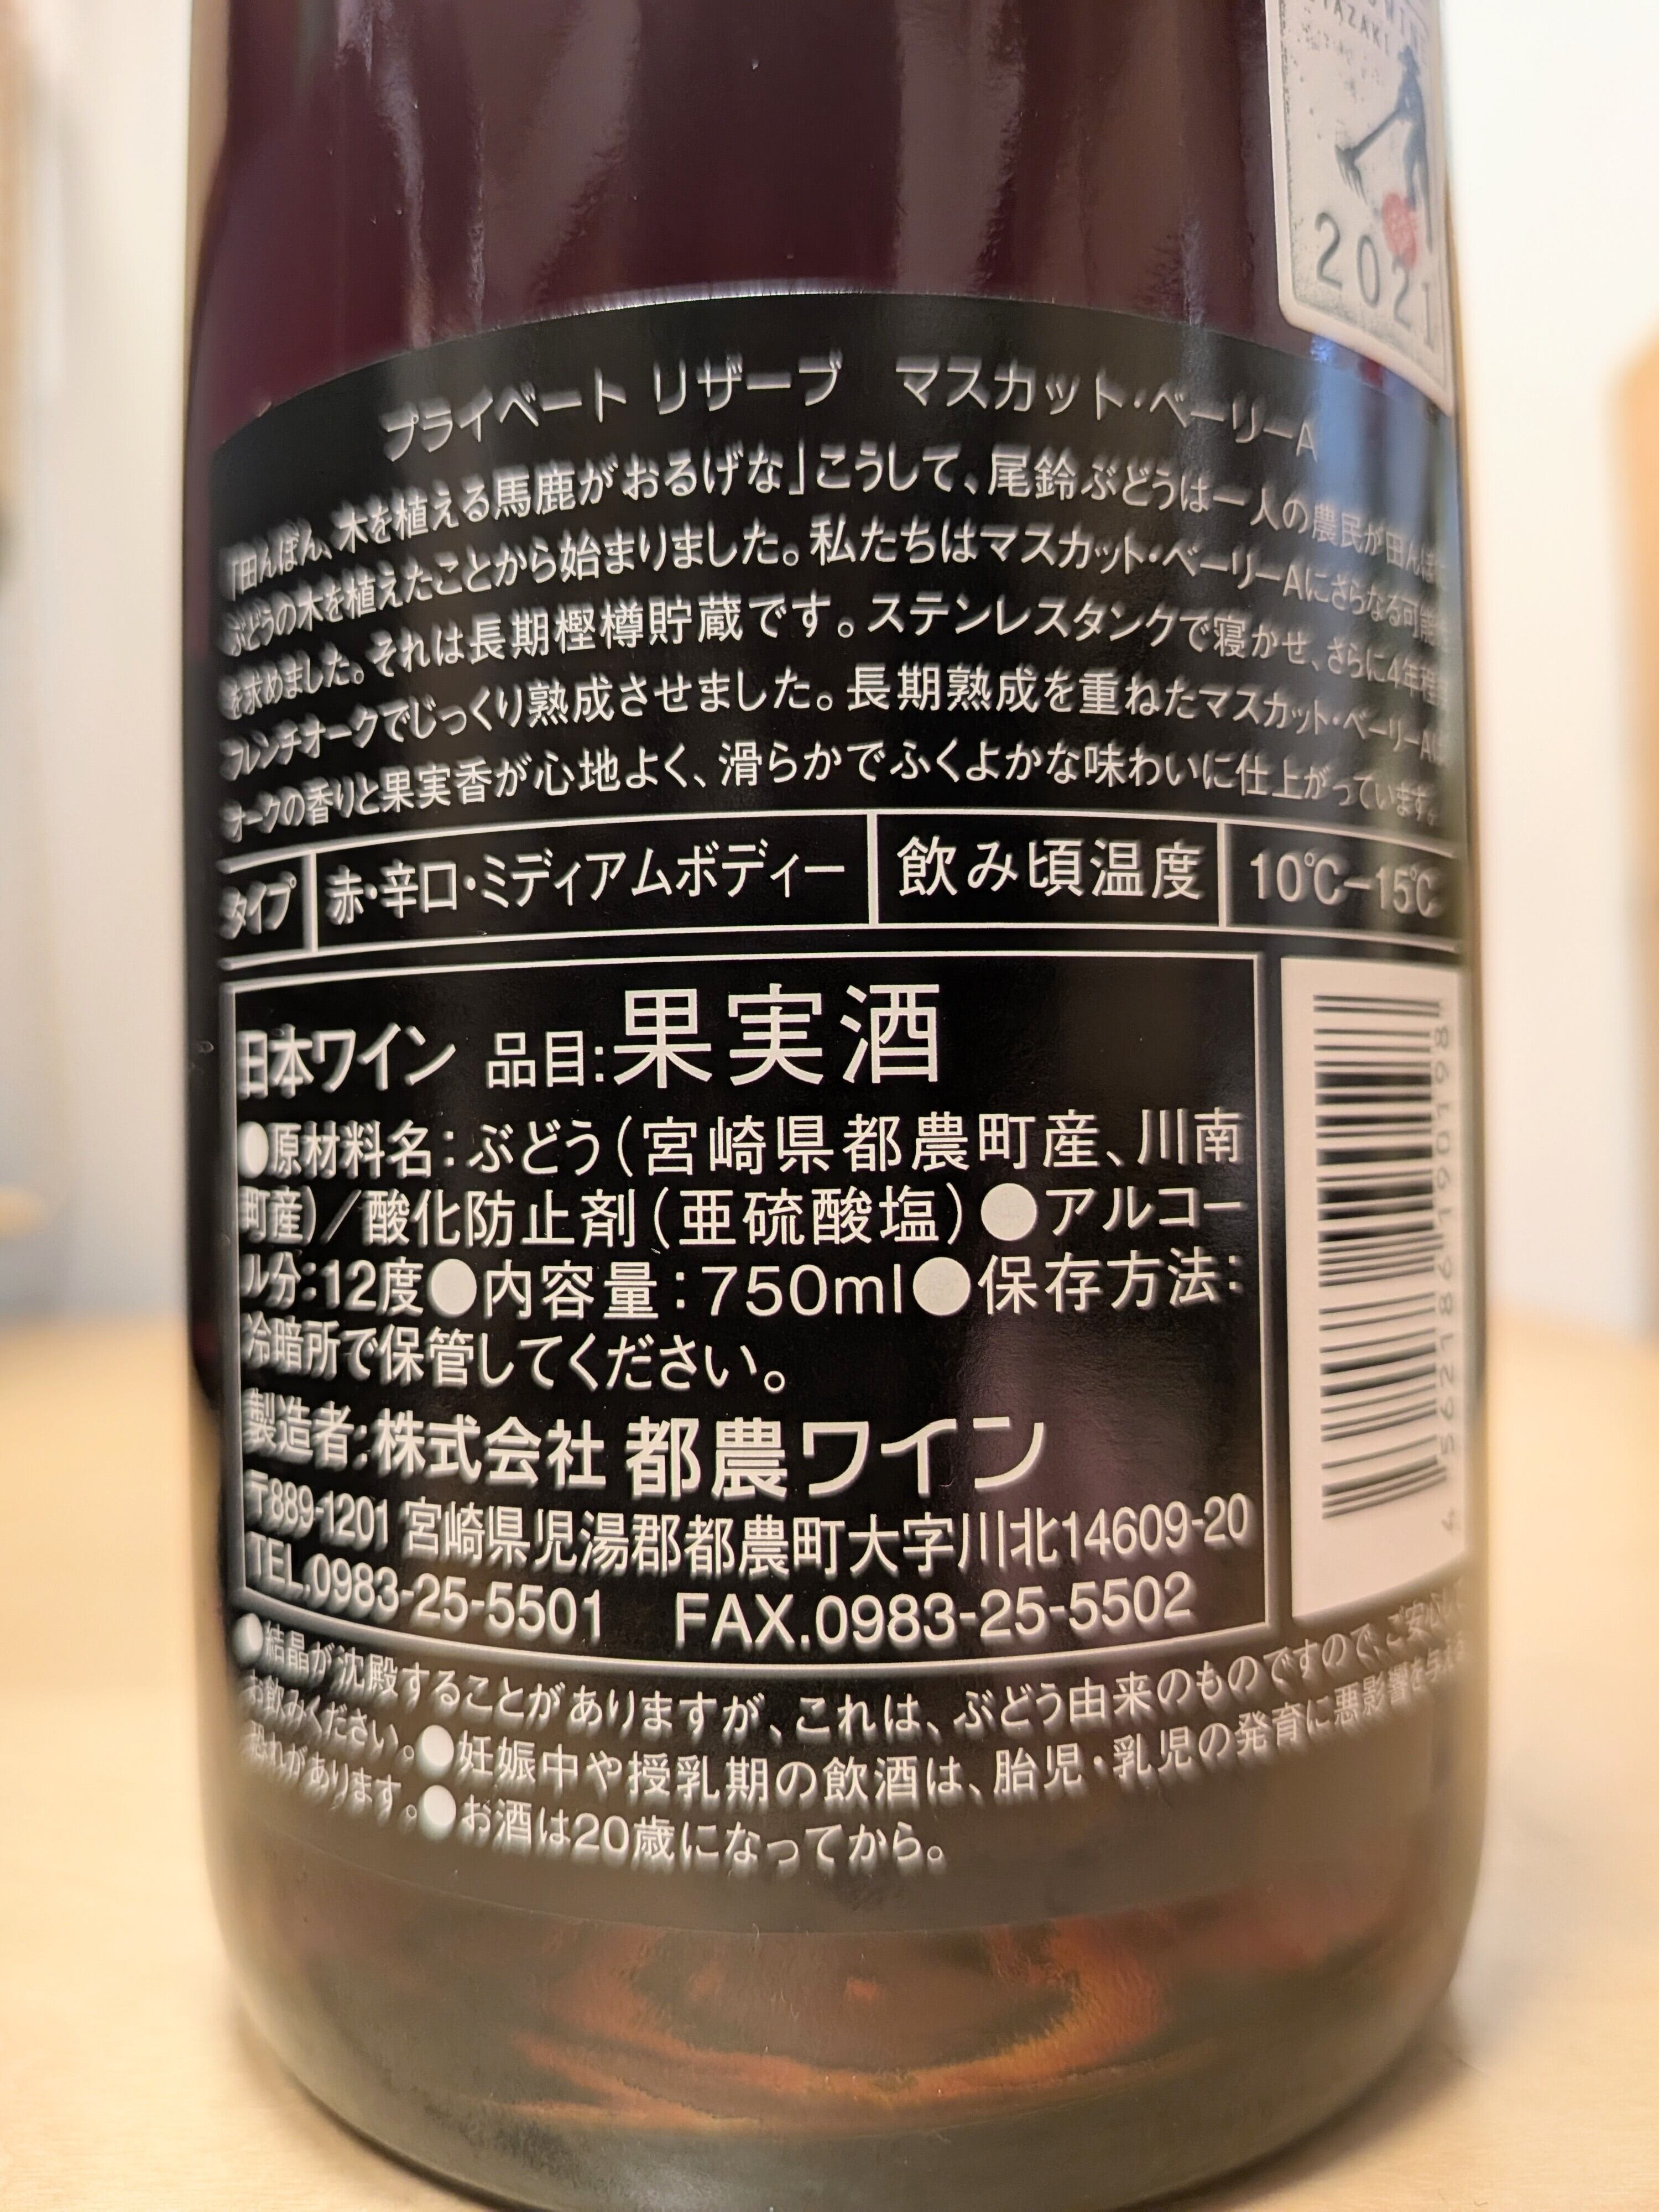 MIYAZAKI
2021
プライベート リザーブ　マスカット・ベーリーA
「田んぼん、木を植える馬鹿がおるげな」こうして、尾鈴ぶどうは一人の農民が田んぼに
ぶどうの木を植えたことから始まりました。私たちはマスカット・ベーリーAにさらなる可能性
を求めました。それは長期樫樽貯蔵です。ステンレスタンクで寝かせ、さらに4年程度
フレンチオークでじっくり熟成させました。長期熟成を重ねたマスカット・ベーリーAは
オークの香りと果実香が心地よく、滑らかでふくよかな味わいに仕上がっています。
タイプ 赤・辛口・ミディアムボディー 飲み頃温度 10℃−15℃
日本ワイン 品目:果実酒
●原材料名：ぶどう（宮崎県都農町産、川南
町産）／酸化防止剤（亜硫酸塩）●アルコー
ル分：12度●内容量：750ml●保存方法：
冷暗所で保管してください。
製造者：株式会社 都農ワイン
〒889-1201 宮崎県児湯郡都農町大字川北14609-20
TEL.0983-25-5501　FAX.0983-25-5502
●結晶が沈殿することがありますが、これは、ぶどう由来のものですので、ご安心して
お飲みください。●妊娠中や授乳期の飲酒は、胎児・乳児の発育に悪影響を与える
恐れがあります。●お酒は20歳になってから。